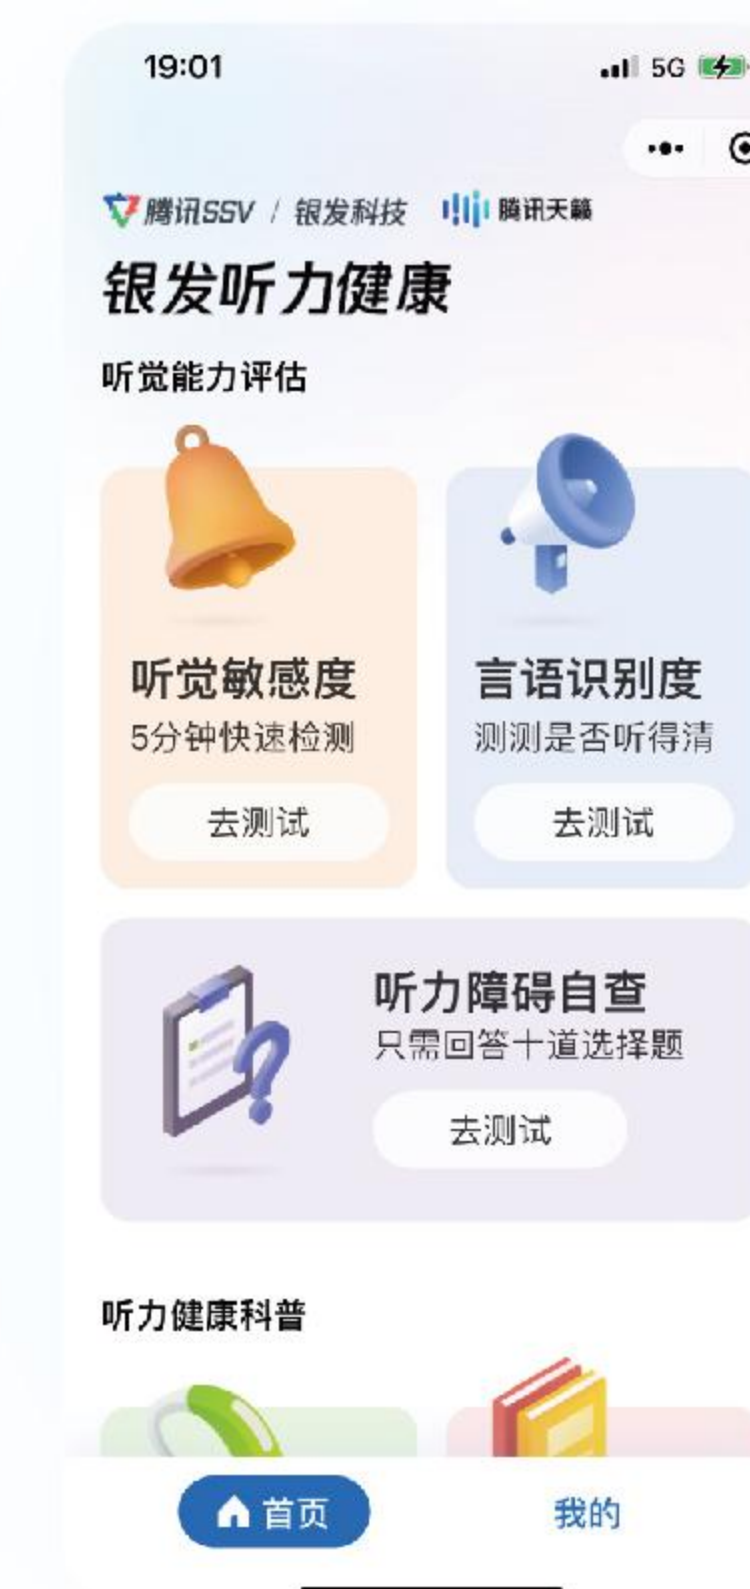 19:01 5G
腾讯SSV / 银发科技 腾讯天籁
银发听力健康
听觉能力评估
听觉敏感度
5分钟快速检测
去测试
言语识别度
测测是否听得清
去测试
听力障碍自查
只需回答十道选择题
去测试
听力健康科普
首页
我的